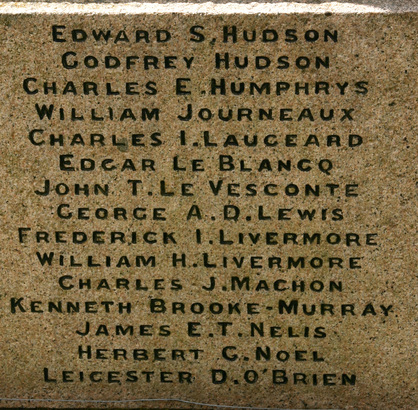 EDWARD S. HUDSON
GODFREY HUDSON
CHARLES E. HUMPHRYS
WILLIAM JOURNEAUX
CHARLES I. LAUGEARD
EDGAR LE BLANCQ
JOHN T. LE VESCONTE
GEORGE A. D. LEWIS
FREDERICK I. LIVERMORE
WILLIAM H. LIVERMORE
CHARLES J. MACHON
KENNETH BROOKE-MURRAY
JAMES E. T. NELIS
HERBERT C. NOEL
LEICESTER D. O'BRIEN